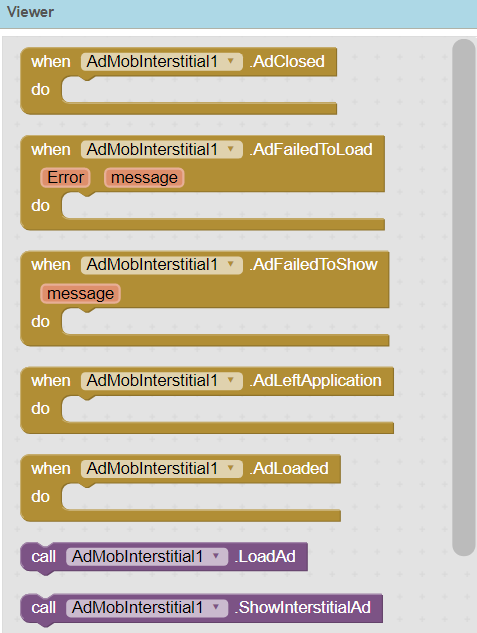 Viewer
when AdMobInterstitial1 .AdClosed
do
when AdMobInterstitial1 .AdFailedToLoad
Error message
do
when AdMobInterstitial1 .AdFailedToShow
message
do
when AdMobInterstitial1 .AdLeftApplication
do
when AdMobInterstitial1 .AdLoaded
do
call AdMobInterstitial1 .LoadAd
call AdMobInterstitial1 .ShowInterstitialAd